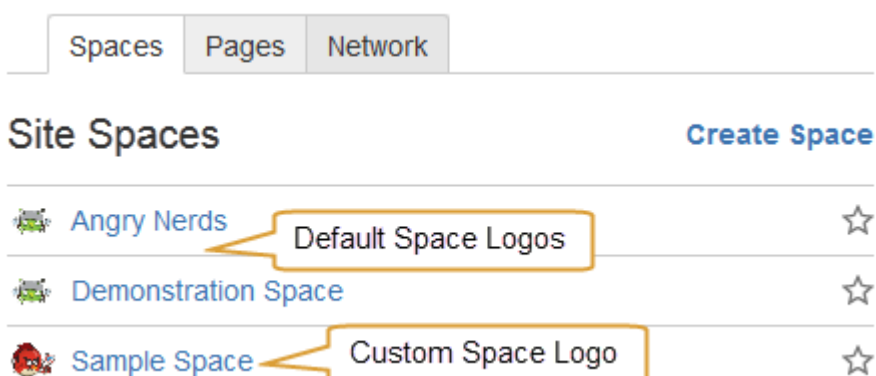 Spaces Pages Network
Site Spaces Create Space
Angry Nerds
Default Space Logos
Demonstration Space
Sample Space Custom Space Logo